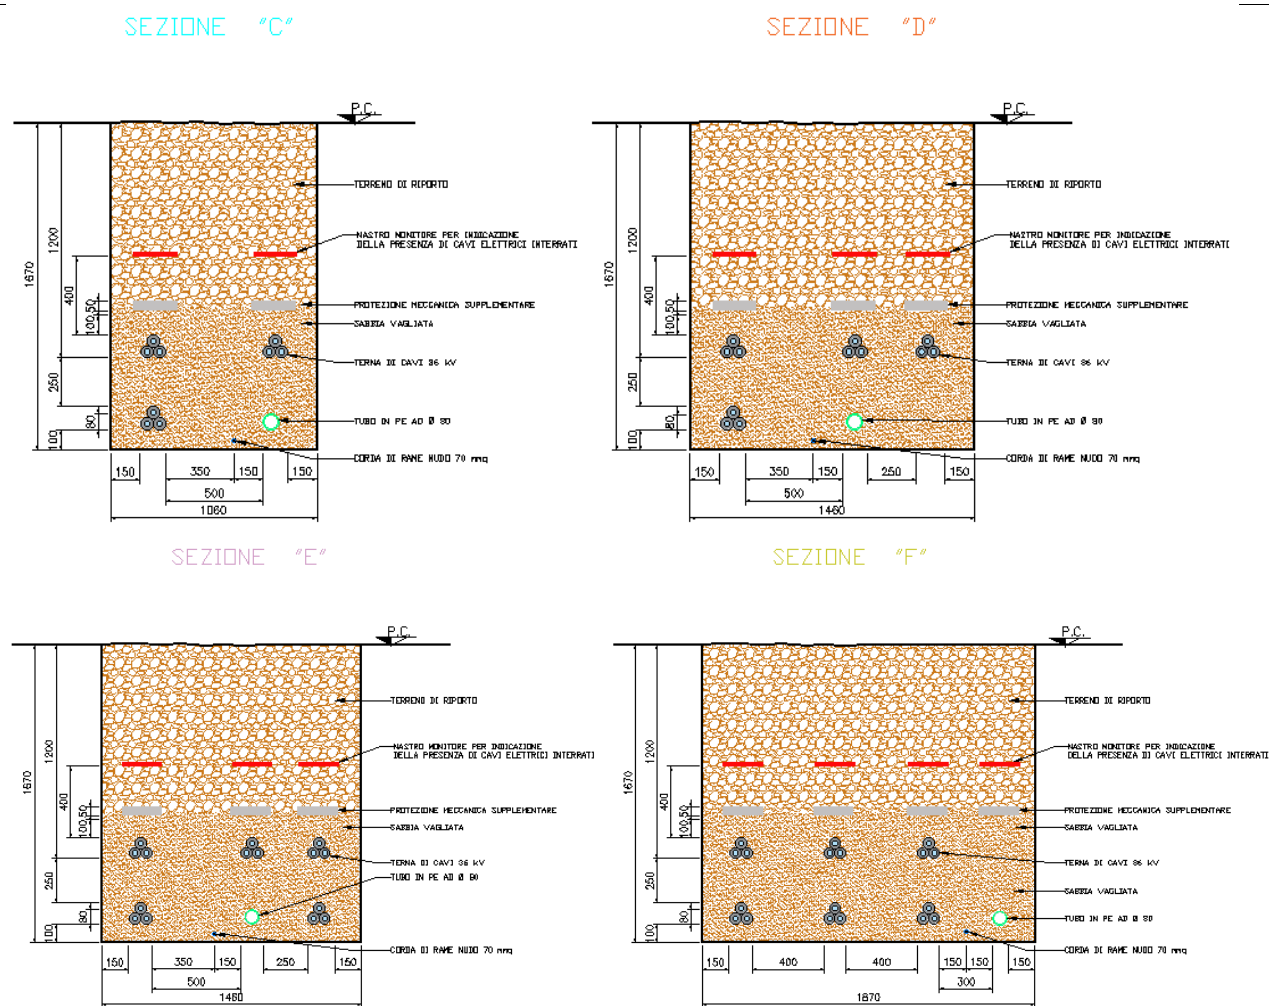 SEZIONE "C"
P.C.
TERRENO DI RIPORTO
NASTRO MONITORE PER INDICAZIONE
DELLA PRESENZA DI CAVI ELETTRICI INTERRATI
PROTEZIONE MECCANICA SUPPLEMENTARE
SABBIA VAGLIATA
TERNA DI CAVI 36 kV
TUBO IN PE AD Ø 80
CORDA DI RAME NUDO 70 mmq
1670
1200
400
100,50
250
80
100
150
350
150
150
500
1060
SEZIONE "D"
P.C.
TERRENO DI RIPORTO
NASTRO MONITORE PER INDICAZIONE
DELLA PRESENZA DI CAVI ELETTRICI INTERRATI
PROTEZIONE MECCANICA SUPPLEMENTARE
SABBIA VAGLIATA
TERNA DI CAVI 36 kV
TUBO IN PE AD Ø 80
CORDA DI RAME NUDO 70 mmq
1670
1200
400
100,50
250
80
100
150
350
150
250
150
500
1460
SEZIONE "E"
P.C.
TERRENO DI RIPORTO
NASTRO MONITORE PER INDICAZIONE
DELLA PRESENZA DI CAVI ELETTRICI INTERRATI
PROTEZIONE MECCANICA SUPPLEMENTARE
SABBIA VAGLIATA
TERNA DI CAVI 36 kV
TUBO IN PE AD Ø 80
CORDA DI RAME NUDO 70 mmq
1670
1200
400
100,50
250
80
100
150
350
150
250
150
500
1460
SEZIONE "F"
P.C.
TERRENO DI RIPORTO
NASTRO MONITORE PER INDICAZIONE
DELLA PRESENZA DI CAVI ELETTRICI INTERRATI
PROTEZIONE MECCANICA SUPPLEMENTARE
SABBIA VAGLIATA
TERNA DI CAVI 36 kV
SABBIA VAGLIATA
TUBO IN PE AD Ø 80
CORDA DI RAME NUDO 70 mmq
1670
1200
400
100,50
250
80
100
150
400
400
150
150
150
300
1870